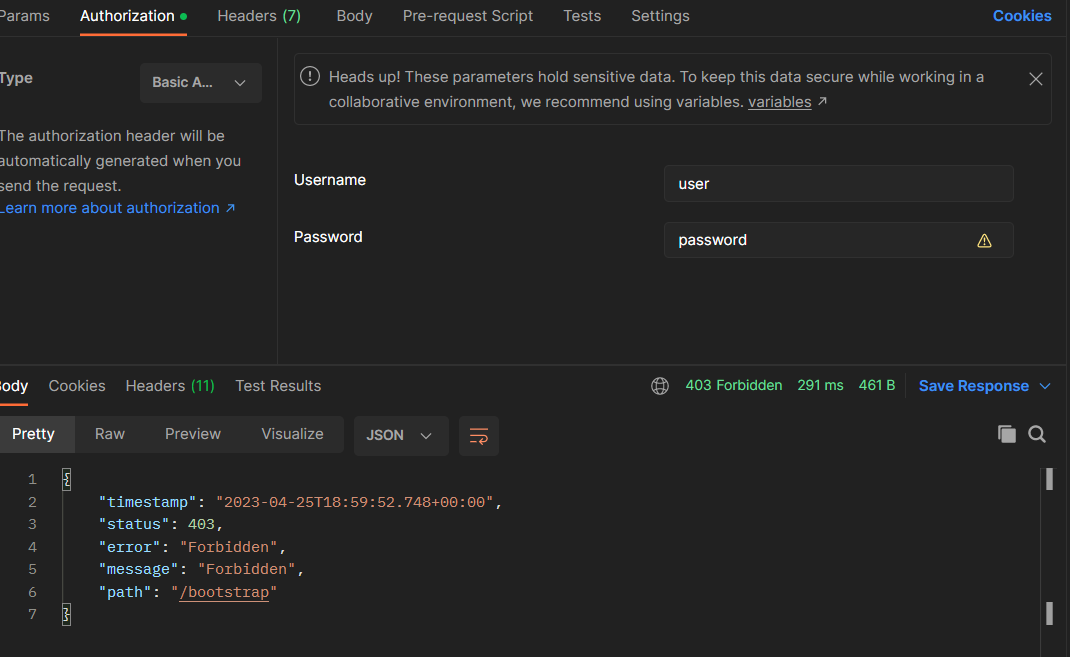 Params Authorization Headers (7) Body Pre-request Script Tests Settings Cookies
Type
Basic A...
Heads up! These parameters hold sensitive data. To keep this data secure while working in a
collaborative environment, we recommend using variables. variables ↗
The authorization header will be
automatically generated when you
send the request.
Learn more about authorization ↗
Username user
Password password
Body Cookies Headers (11) Test Results 403 Forbidden 291 ms 461 B Save Response
Pretty Raw Preview Visualize JSON
1 {
2 "timestamp": "2023-04-25T18:59:52.748+00:00",
3 "status": 403,
4 "error": "Forbidden",
5 "message": "Forbidden",
6 "path": "/bootstrap"
7 }